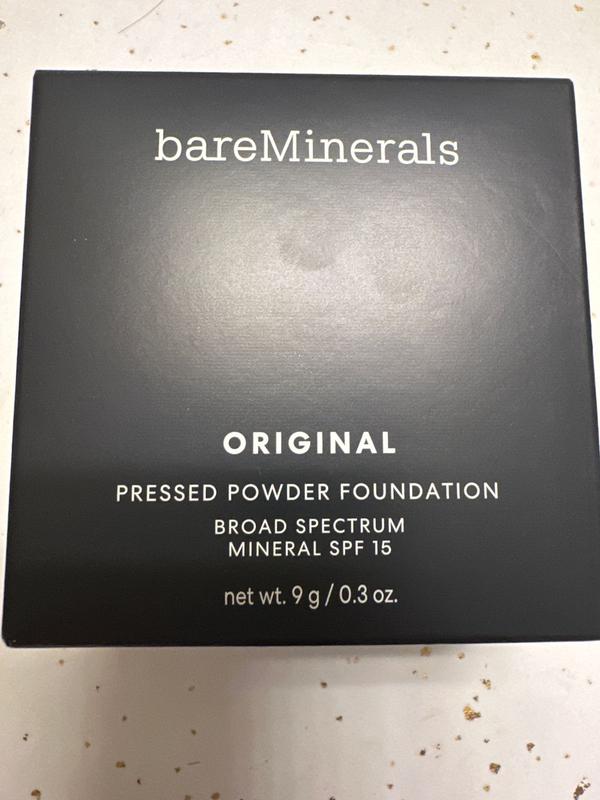 bareMinerals
ORIGINAL
PRESSED POWDER FOUNDATION
BROAD SPECTRUM
MINERAL SPF 15
net wt. 9 g / 0.3 oz.